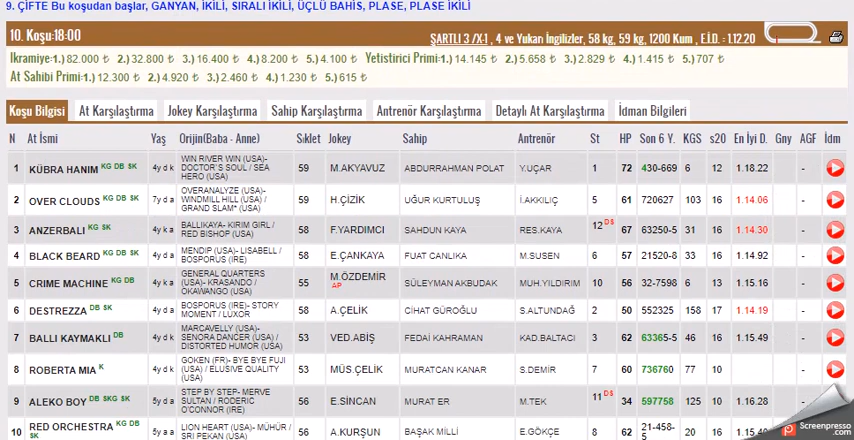 9. ÇİFTE Bu koşudan başlar, GANYAN, İKİLİ, SIRALI İKİLİ, ÜÇLÜ BAHİS, PLASE, PLASE İKİLİ
10. Koşu:18:00 ŞARTLI 3 /X-1 , 4 ve Yukarı İngilizler, 58 kg, 59 kg, 1200 Kum , E.İ.D. : 1.12.20
Ikramiye:1.) 82.000 ₺ 2.) 32.800 ₺ 3.) 16.400 ₺ 4.) 8.200 ₺ 5.) 4.100 ₺ Yetistirici Primi:1.) 14.145 ₺ 2.) 5.658 ₺ 3.) 2.829 ₺ 4.) 1.415 ₺ 5.) 707 ₺
At Sahibi Primi:1.) 12.300 ₺ 2.) 4.920 ₺ 3.) 2.460 ₺ 4.) 1.230 ₺ 5.) 615 ₺
Koşu Bilgisi At Karşılaştırma Jokey Karşılaştırma Sahip Karşılaştırma Antrenör Karşılaştırma Detaylı At Karşılaştırma İdman Bilgileri
N At İsmi Yaş Orijin(Baba - Anne) Sıklet Jokey Sahip Antrenör St HP Son 6 Y. KGS s20 En İyi D. Gny AGF İdm
1 KÜBRA HANIM KG DB SK 4y d k WIN RIVER WIN (USA)- DOCTOR'S SOUL / SEA HERO (USA) 59 M.AKYAVUZ ABDURRAHMAN POLAT Y.UÇAR 1 72 430-669 6 12 1.18.22 -
2 OVER CLOUDS KG DB SK 7y d a OVERANALYZE (USA)- WINDMILL HILL (USA) / GRAND SLAM* (USA) 59 H.ÇİZİK UĞUR KURTULUŞ İ.AKKILIÇ 5 61 720627 103 16 1.14.06 -
3 ANZERBALI KG SK 4y k a BALLIKAYA- KIRIM GIRL / RED BISHOP (USA) 58 F.YARDIMCI SAHDUN KAYA RES.KAYA 12 DS 67 63250-5 31 16 1.14.30 -
4 BLACK BEARD KG DB SK 4y d a MENDIP (USA)- LISABELL / BOSPORUS (IRE) 58 E.ÇANKAYA FUAT CANLIKA M.SUSEN 6 57 21520-8 33 16 1.14.92 -
5 CRIME MACHINE KG DB 4y k a GENERAL QUARTERS (USA)- KRASANDO / OKAWANGO (USA) 55 M.ÖZDEMİR AP SÜLEYMAN AKBUDAK MUH.YILDIRIM 10 56 32-7598 6 13 1.15.16 -
6 DESTREZZA DB SK 4y d a BOSPORUS (IRE)- STORY MOMENT / LUXOR 58 A.ÇELİK CİHAT GÜROĞLU S.ALTUNDAĞ 2 50 552325 158 17 1.14.19 -
7 BALLI KAYMAKLI DB 4y d k MARCAVELLY (USA)- SENORA DANCER (USA) / DISTORTED HUMOR (USA) 53 VED.ABİŞ FEDAİ KAHRAMAN KAD.BALTACI 3 62 63365-5 46 16 1.15.49 -
8 ROBERTA MIA K 4y d k GOKEN (FR)- BYE BYE FUJI (USA) / ELUSIVE QUALITY (USA) 53 MÜS.ÇELİK MURATCAN KANAR S.DEMİR 7 60 736760 77 10 -
9 ALEKO BOY DB SKG SK 5y d a STEP BY STEP- MERVE SULTAN / RODERIC O'CONNOR (IRE) 56 E.SİNCAN MURAT ER M.TEK 11 DS 34 597758 125 10 1.16.28 -
10 RED ORCHESTRA KG DB SK 5y a a LION HEART (USA)- MÜHÜR / SRI PEKAN (USA) 56 A.KURŞUN BAŞAK MİLLİ E.GÖKÇE 8 62 21-458-5 20 16 -
Screenpresso
.com